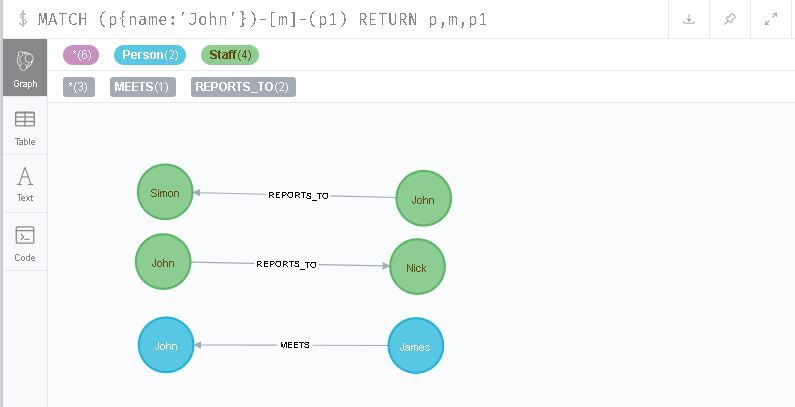 $ MATCH (p{name:'John'})-[m]-(p1) RETURN p,m,p1
*(6) Person(2) Staff(4)
Graph
*(3) MEETS(1) REPORTS_TO(2)
Table
Text
Code
Simon REPORTS_TO John
John REPORTS_TO Nick
John MEETS James